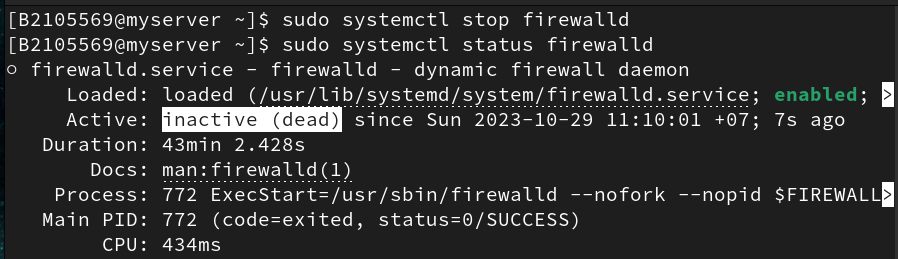 [B2105569@myserver ~]$ sudo systemctl stop firewalld
[B2105569@myserver ~]$ sudo systemctl status firewalld
○ firewalld.service - firewalld - dynamic firewall daemon
Loaded: loaded (/usr/lib/systemd/system/firewalld.service; enabled; >
Active: inactive (dead) since Sun 2023-10-29 11:10:01 +07; 7s ago
Duration: 43min 2.428s
Docs: man:firewalld(1)
Process: 772 ExecStart=/usr/sbin/firewalld --nofork --nopid $FIREWALL>
Main PID: 772 (code=exited, status=0/SUCCESS)
CPU: 434ms